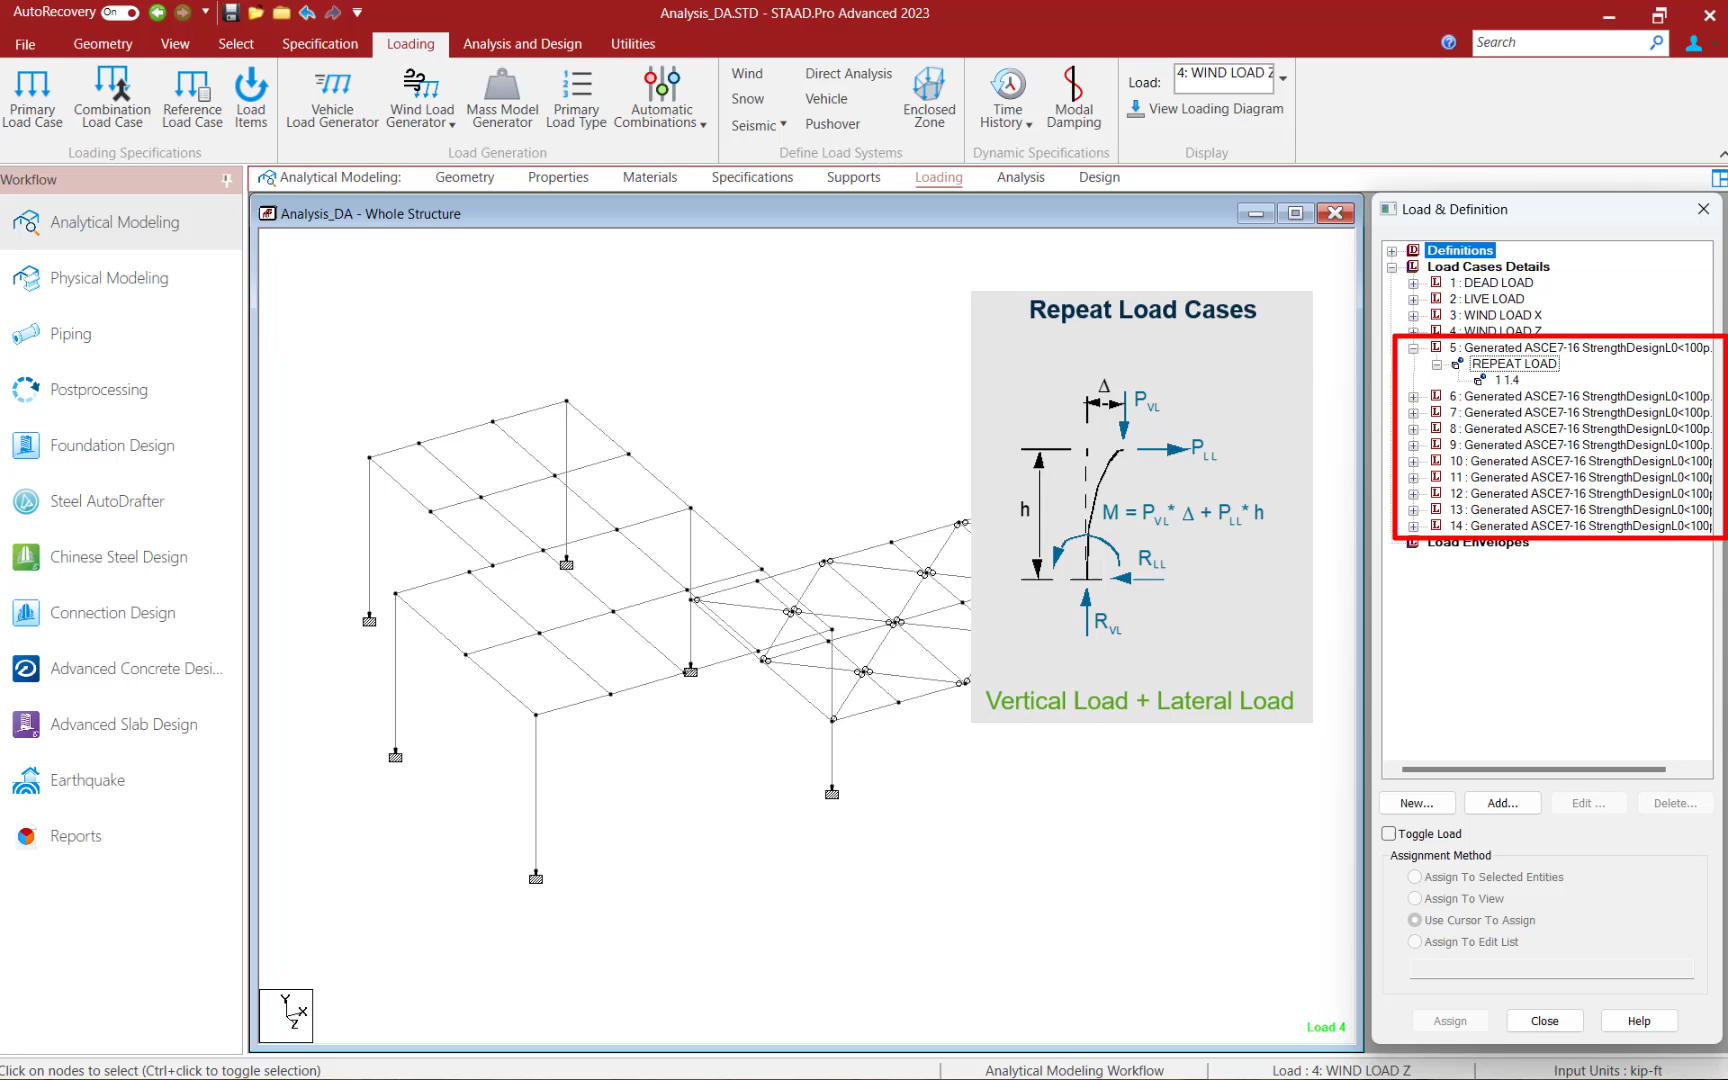 AutoRecovery On
Analysis_DA.STD - STAAD.Pro Advanced 2023
File Geometry View Select Specification Loading Analysis and Design Utilities
Search
Primary Load Case
Combination Load Case
Reference Load Case
Load Items
Loading Specifications
Vehicle Load Generator
Wind Load Generator
Mass Model Generator
Primary Load Type
Automatic Combinations
Load Generation
Wind
Snow
Seismic
Direct Analysis
Vehicle
Pushover
Enclosed Zone
Define Load Systems
Time History
Modal Damping
Dynamic Specifications
Load: 4: WIND LOAD Z
View Loading Diagram
Display
Workflow
Analytical Modeling: Geometry Properties Materials Specifications Supports Loading Analysis Design
Analytical Modeling
Physical Modeling
Piping
Postprocessing
Foundation Design
Steel AutoDrafter
Chinese Steel Design
Connection Design
Advanced Concrete Desi...
Advanced Slab Design
Earthquake
Reports
Analysis_DA - Whole Structure
Repeat Load Cases
Δ
PVL
PLL
h
M = PVL* Δ + PLL* h
RLL
RVL
Vertical Load + Lateral Load
Y
X
Z
Load 4
Load & Definition
Definitions
Load Cases Details
1 : DEAD LOAD
2 : LIVE LOAD
3 : WIND LOAD X
4 : WIND LOAD Z
5 : Generated ASCE7-16 StrengthDesignL0<100p.
REPEAT LOAD
1 1.4
6 : Generated ASCE7-16 StrengthDesignL0<100p.
7 : Generated ASCE7-16 StrengthDesignL0<100p.
8 : Generated ASCE7-16 StrengthDesignL0<100p.
9 : Generated ASCE7-16 StrengthDesignL0<100p.
10 : Generated ASCE7-16 StrengthDesignL0<100p
11 : Generated ASCE7-16 StrengthDesignL0<100p
12 : Generated ASCE7-16 StrengthDesignL0<100p
13 : Generated ASCE7-16 StrengthDesignL0<100p
14 : Generated ASCE7-16 StrengthDesignL0<100p
Load Envelopes
New... Add... Edit ... Delete...
Toggle Load
Assignment Method
Assign To Selected Entities
Assign To View
Use Cursor To Assign
Assign To Edit List
Assign Close Help
Click on nodes to select (Ctrl+click to toggle selection)
Analytical Modeling Workflow
Load : 4: WIND LOAD Z
Input Units : kip-ft